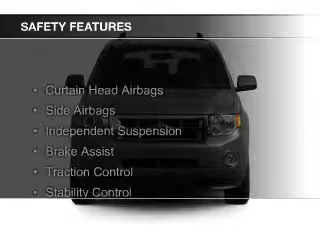 SAFETY FEATURES
• Curtain Head Airbags
• Side Airbags
• Independent Suspension
• Brake Assist
• Traction Control
• Stability Control